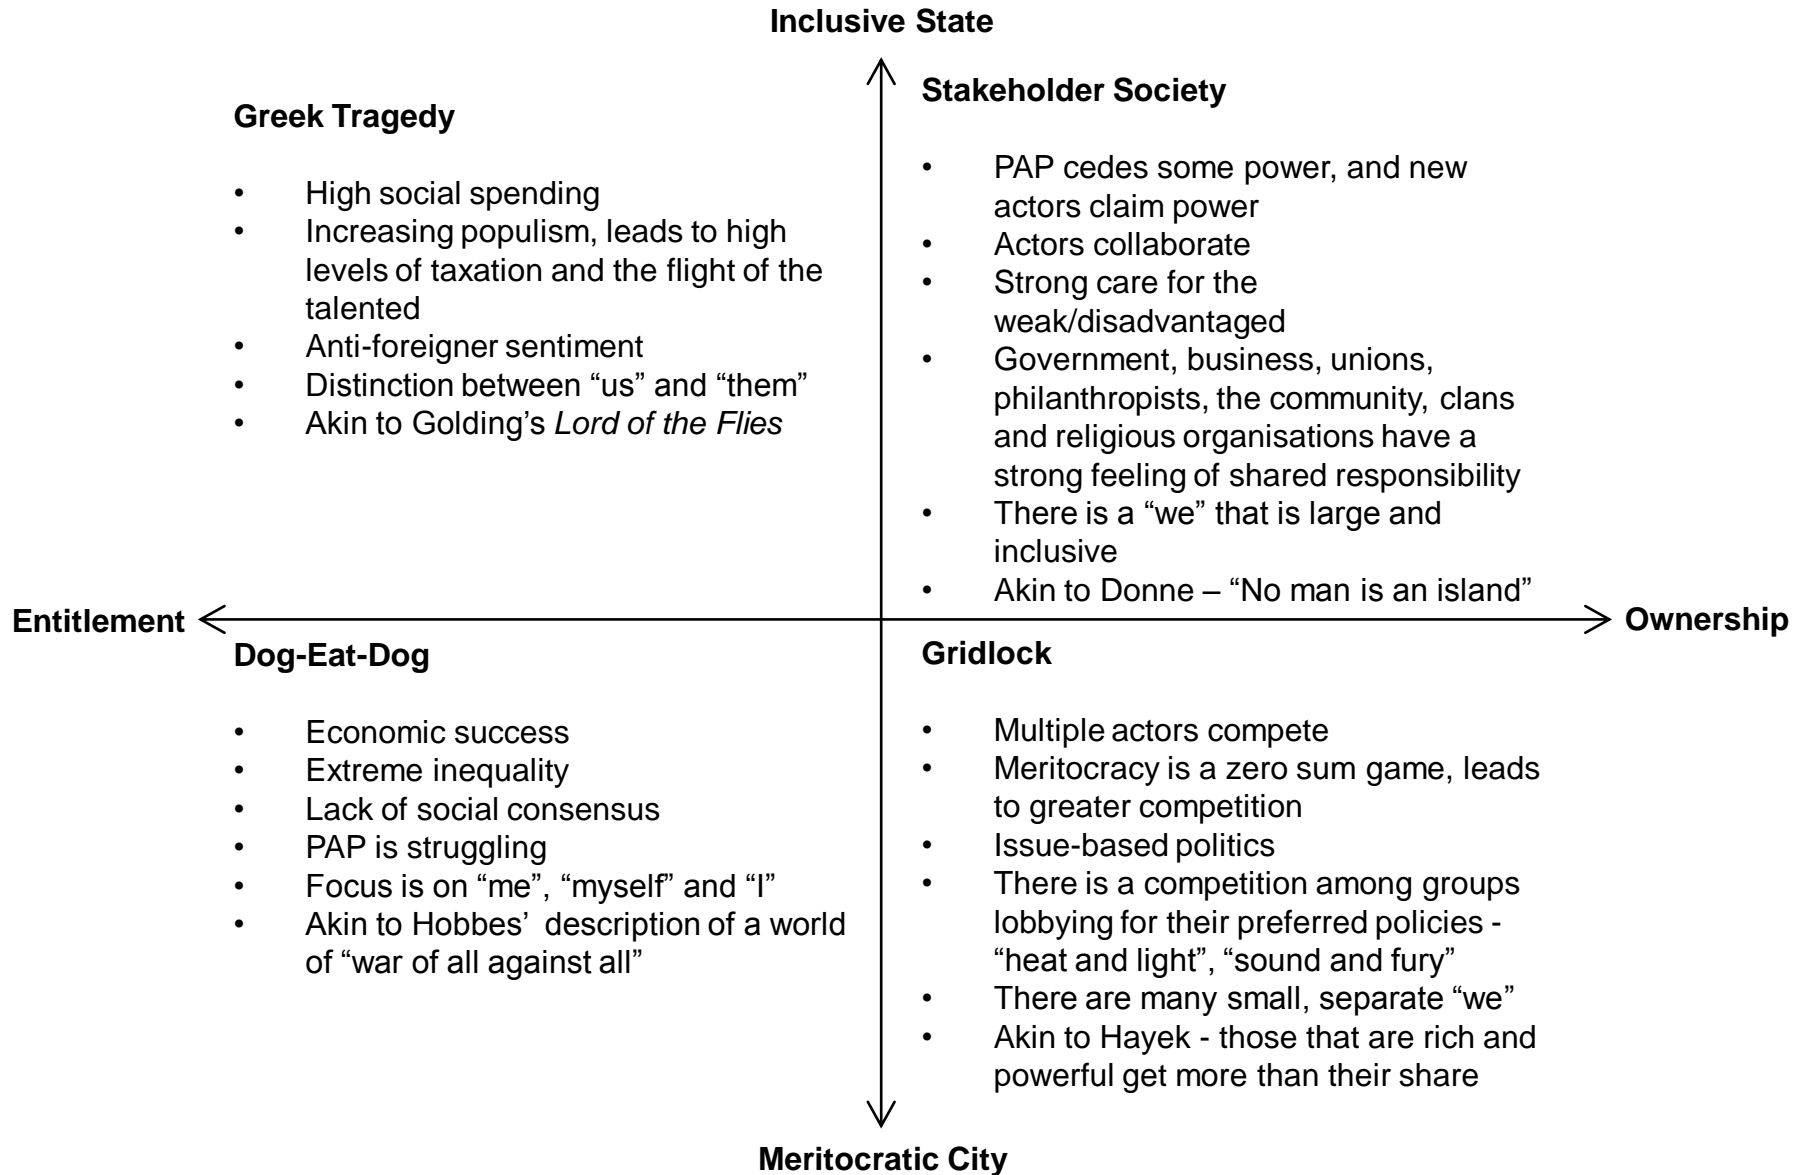 Inclusive State
Greek Tragedy
• High social spending
• Increasing populism, leads to high
levels of taxation and the flight of the
talented
• Anti-foreigner sentiment
• Distinction between “us” and “them”
• Akin to Golding’s Lord of the Flies
Stakeholder Society
• PAP cedes some power, and new
actors claim power
• Actors collaborate
• Strong care for the
weak/disadvantaged
• Government, business, unions,
philanthropists, the community, clans
and religious organisations have a
strong feeling of shared responsibility
• There is a “we” that is large and
inclusive
• Akin to Donne – “No man is an island”
Entitlement
Ownership
Dog-Eat-Dog
• Economic success
• Extreme inequality
• Lack of social consensus
• PAP is struggling
• Focus is on “me”, “myself” and “I”
• Akin to Hobbes’ description of a world
of “war of all against all”
Gridlock
• Multiple actors compete
• Meritocracy is a zero sum game, leads
to greater competition
• Issue-based politics
• There is a competition among groups
lobbying for their preferred policies -
“heat and light”, “sound and fury”
• There are many small, separate “we”
• Akin to Hayek - those that are rich and
powerful get more than their share
Meritocratic City